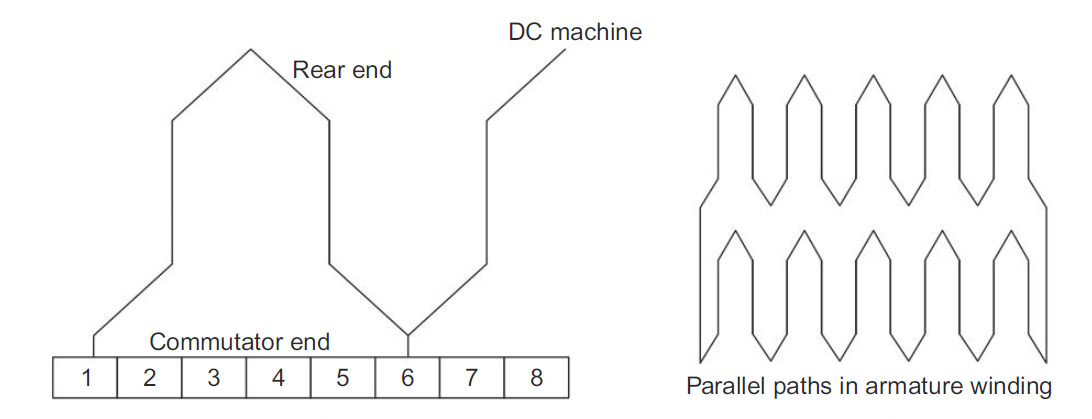 DC machine
Rear end
Commutator end
1 2 3 4 5 6 7 8
Parallel paths in armature winding